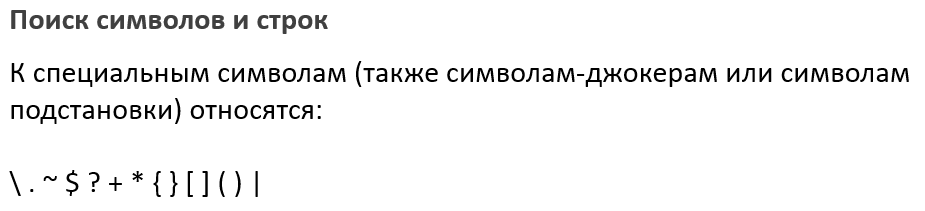 Поиск символов и строк
К специальным символам (также символам-джокерам или символам
подстановки) относятся:
\ . ~ $ ? + * { } [ ] ( ) |